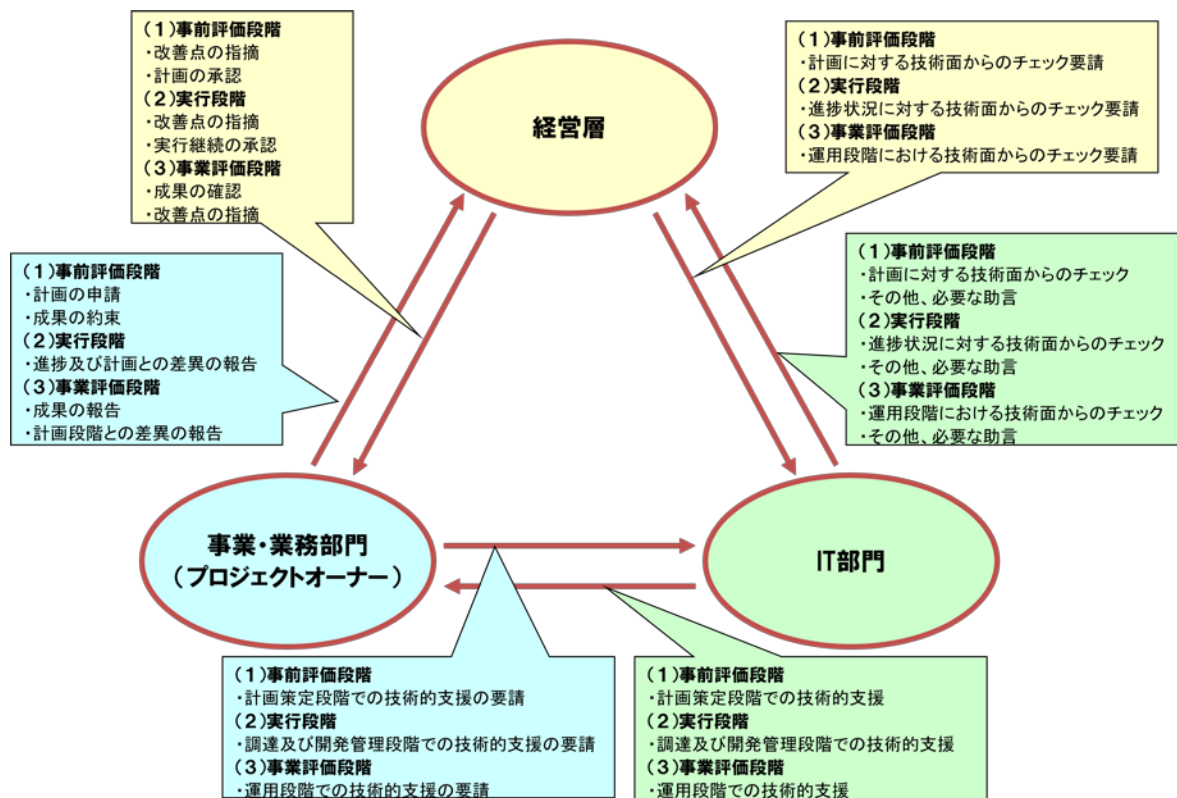 (1)事前評価段階
・改善点の指摘
・計画の承認
(2)実行段階
・改善点の指摘
・実行継続の承認
(3)事業評価段階
・成果の確認
・改善点の指摘
経営層
(1)事前評価段階
・計画に対する技術面からのチェック要請
(2)実行段階
・進捗状況に対する技術面からのチェック要請
(3)事業評価段階
・運用段階における技術面からのチェック要請
(1)事前評価段階
・計画の申請
・成果の約束
(2)実行段階
・進捗及び計画との差異の報告
(3)事業評価段階
・成果の報告
・計画段階との差異の報告
(1)事前評価段階
・計画に対する技術面からのチェック
・その他、必要な助言
(2)実行段階
・進捗状況に対する技術面からのチェック
・その他、必要な助言
(3)事業評価段階
・運用段階における技術面からのチェック
・その他、必要な助言
事業・業務部門
(プロジェクトオーナー)
IT部門
(1)事前評価段階
・計画策定段階での技術的支援の要請
(2)実行段階
・調達及び開発管理段階での技術的支援の要請
(3)事業評価段階
・運用段階での技術的支援の要請
(1)事前評価段階
・計画策定段階での技術的支援
(2)実行段階
・調達及び開発管理段階での技術的支援
(3)事業評価段階
・運用段階での技術的支援